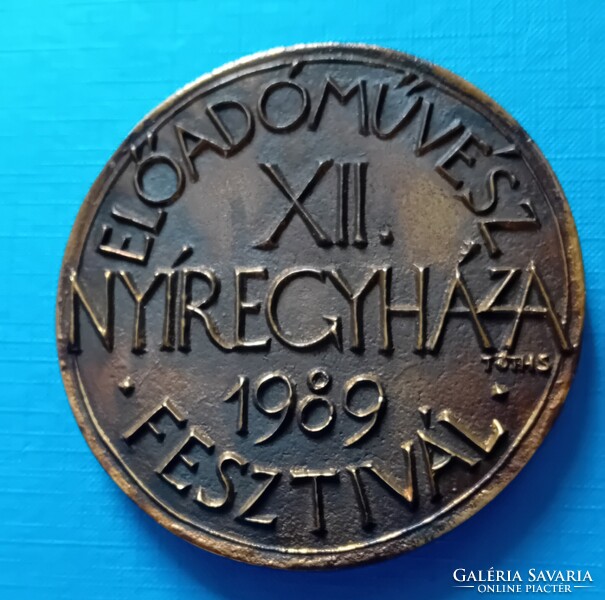 ELŐADÓMŰVÉSZ
XII.
NYÍREGYHÁZA
TÓTHS
1989
· FESZTIVÁL ·
GALÉRIA SAVARIA
ONLINE PIACTÉR